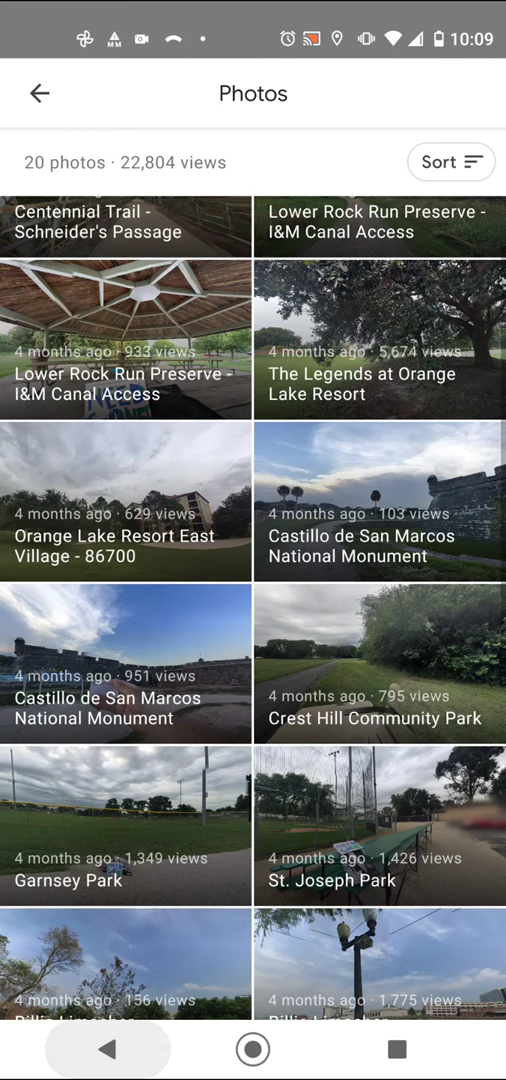 MM
10:09
Photos
20 photos · 22,804 views
Sort
Centennial Trail -
Schneider's Passage
Lower Rock Run Preserve -
I&M Canal Access
4 months ago · 933 views
Lower Rock Run Preserve -
I&M Canal Access
4 months ago · 5,674 views
The Legends at Orange
Lake Resort
4 months ago · 629 views
Orange Lake Resort East
Village - 86700
4 months ago · 103 views
Castillo de San Marcos
National Monument
4 months ago · 951 views
Castillo de San Marcos
National Monument
4 months ago · 795 views
Crest Hill Community Park
4 months ago · 1,349 views
Garnsey Park
4 months ago · 1,426 views
St. Joseph Park
4 months ago · 156 views
Billie Limacher
4 months ago · 1,775 views
Billie Limacher